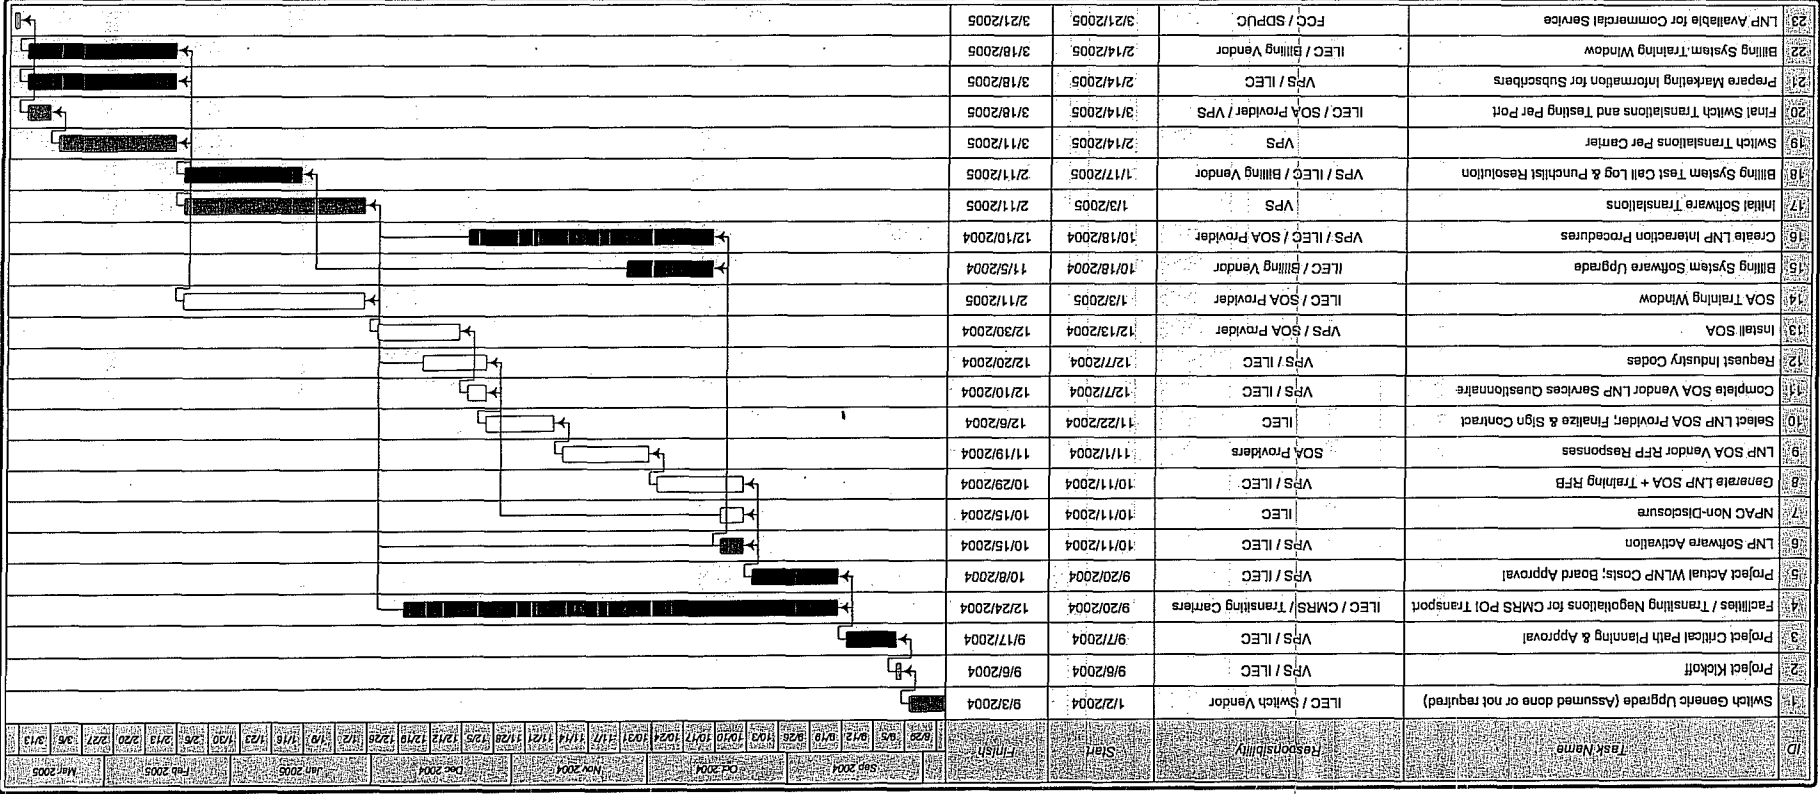 ID Task Name Responsibility Start Finish
Sep 2004 Oct 2004 Nov 2004 Dec 2004 Jan 2005 Feb 2005 Mar 2005
8/29 9/5 9/12 9/19 9/26 10/3 10/10 10/17 10/24 10/31 11/7 11/14 11/21 11/28 12/5 12/12 12/19 12/26 1/2 1/9 1/16 1/23 1/30 2/6 2/13 2/20 2/27 3/6 3/13
1 Switch Generic Upgrade (Assumed done or not required) ILEC / Switch Vendor 1/2/2004 9/3/2004
2 Project Kickoff VPS / ILEC 9/6/2004 9/6/2004
3 Project Critical Path Planning & Approval VPS / ILEC 9/7/2004 9/17/2004
4 Facilities / Transiting Negotiations for CMRS POI Transport ILEC / CMRS / Transiting Carriers 9/20/2004 12/24/2004
5 Project Actual WLNP Costs; Board Approval VPS / ILEC 9/20/2004 10/8/2004
6 LNP Software Activation VPS / ILEC 10/11/2004 10/15/2004
7 NPAC Non-Disclosure ILEC 10/11/2004 10/15/2004
8 Generate LNP SOA + Training RFB VPS / ILEC 10/11/2004 10/29/2004
9 LNP SOA Vendor RFP Responses SOA Providers 11/1/2004 11/19/2004
10 Select LNP SOA Provider; Finalize & Sign Contract ILEC 11/22/2004 12/6/2004
11 Complete SOA Vendor LNP Services Questionnaire VPS / ILEC 12/7/2004 12/10/2004
12 Request Industry Codes VPS / ILEC 12/7/2004 12/20/2004
13 Install SOA VPS / SOA Provider 12/13/2004 12/30/2004
14 SOA Training Window ILEC / SOA Provider 1/3/2005 2/11/2005
15 Billing System Software Upgrade ILEC / Billing Vendor 10/18/2004 11/5/2004
16 Create LNP Interaction Procedures VPS / ILEC / SOA Provider 10/18/2004 12/10/2004
17 Initial Software Translations VPS 1/3/2005 2/11/2005
18 Billing System Test Call Log & Punchlist Resolution VPS / ILEC / Billing Vendor 1/17/2005 2/11/2005
19 Switch Translations Per Carrier VPS 2/14/2005 3/11/2005
20 Final Switch Translations and Testing Per Port ILEC / SOA Provider / VPS 3/14/2005 3/18/2005
21 Prepare Marketing Information for Subscribers VPS / ILEC 2/14/2005 3/18/2005
22 Billing System Training Window ILEC / Billing Vendor 2/14/2005 3/18/2005
23 LNP Available for Commercial Service FCC / SDPUC 3/21/2005 3/21/2005